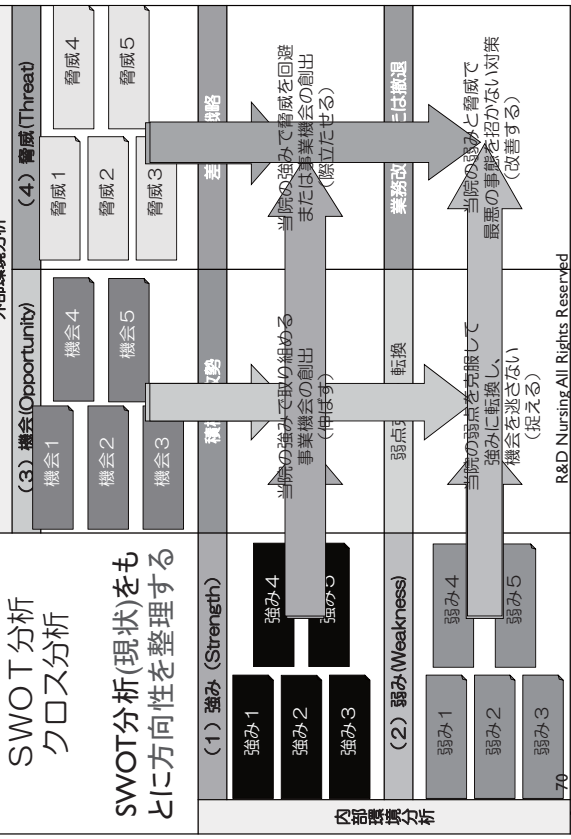 SWOT分析
クロス分析
SWOT分析(現状)をも
とに方向性を整理する
(3)機会(Opportunity)
機会1
機会2
機会3
機会4
機会5
(4)脅威(Threat)
脅威1
脅威2
脅威3
脅威4
脅威5
内部環境分析
(1)強み (Strength)
強み1
強み2
強み3
強み4
強み5
当院の強みで取り組める
事業機会の創出
(伸ばす)
当院の強みで脅威を回避
または事業機会の創出
(際立たせる)
(2)弱み(Weakness)
弱み1
弱み2
弱み3
弱み4
弱み5
弱点 転換
当院の弱点を克服して
強みに転換し、
機会を逃さない
(捉える)
業務改 は撤退
当院の弱みと脅威で
最悪の事態を招かない対策
(改善する)
70
R&D Nursing All Rights Reserved